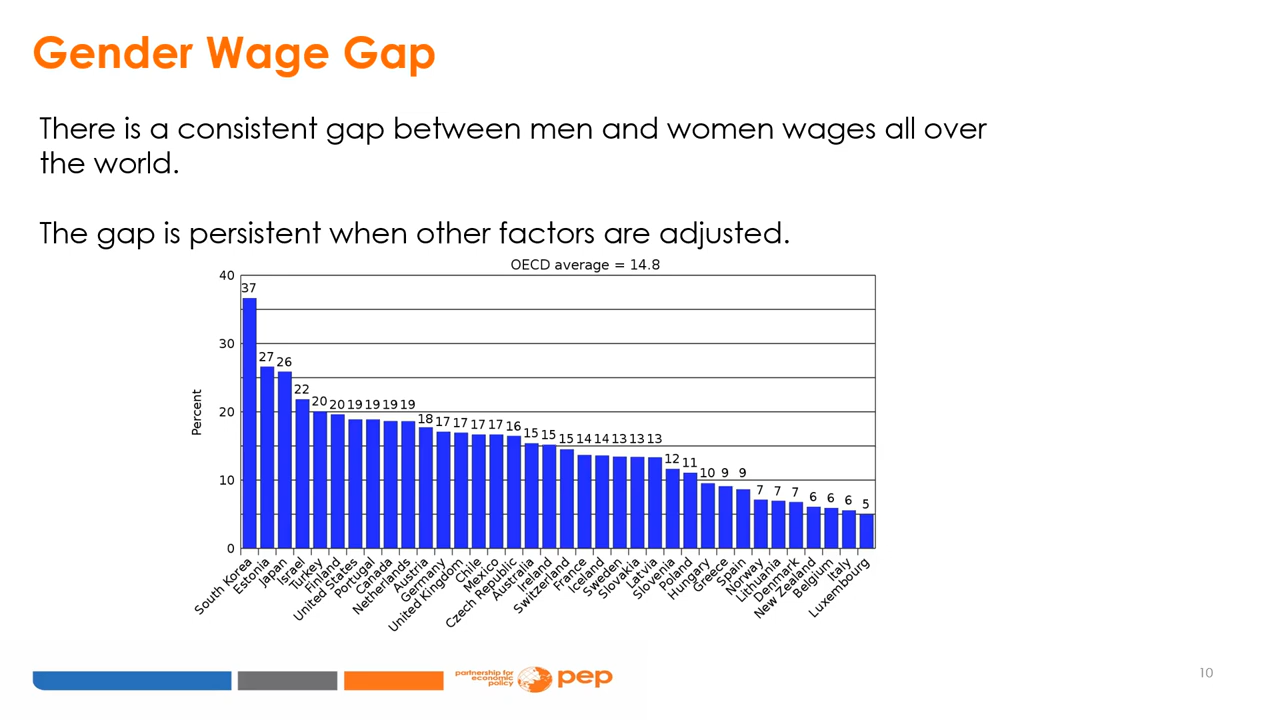 Gender Wage Gap
There is a consistent gap between men and women wages all over
the world.
The gap is persistent when other factors are adjusted.
OECD average = 14.8
Percent
40
30
20
10
0
37
27
26
22
20
20
19
19
19
19
18
17
17
17
17
16
15
15
15
14
14
13
13
13
12
11
10
9
9
7
7
7
6
6
6
5
South Korea
Estonia
Japan
Israel
Turkey
Finland
United States
Portugal
Canada
Netherlands
Austria
Germany
United Kingdom
Chile
Mexico
Czech Republic
Australia
Ireland
Switzerland
France
Iceland
Sweden
Slovakia
Latvia
Slovenia
Poland
Hungary
Greece
Spain
Norway
Lithuania
Denmark
New Zealand
Belgium
Italy
Luxembourg
partnership for
economic
policy
pep
10